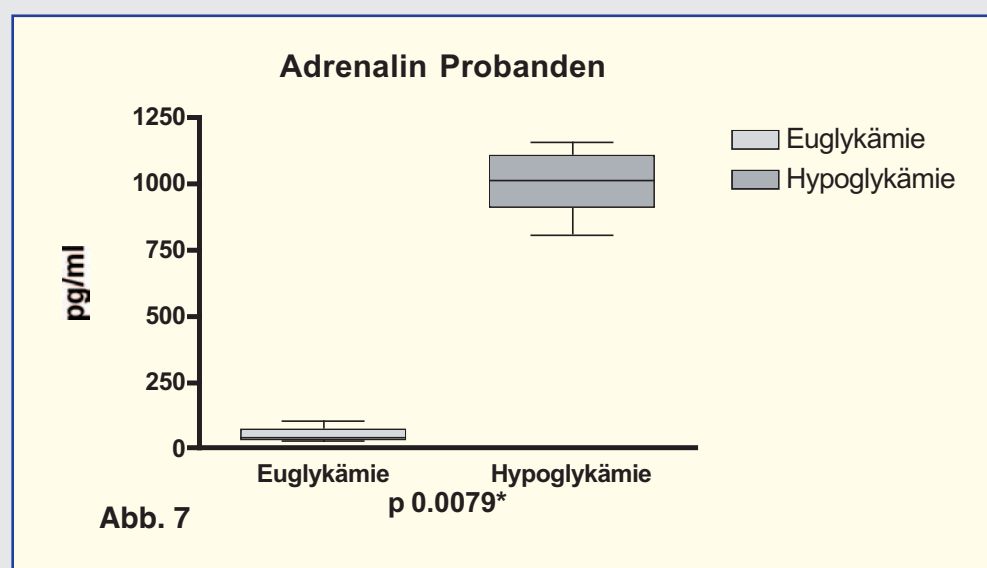 Adrenalin Probanden
1250
1000
750
500
250
0
pg/ml
Euglykämie
Hypoglykämie
Euglykämie Hypoglykämie
p 0.0079*
Abb. 7